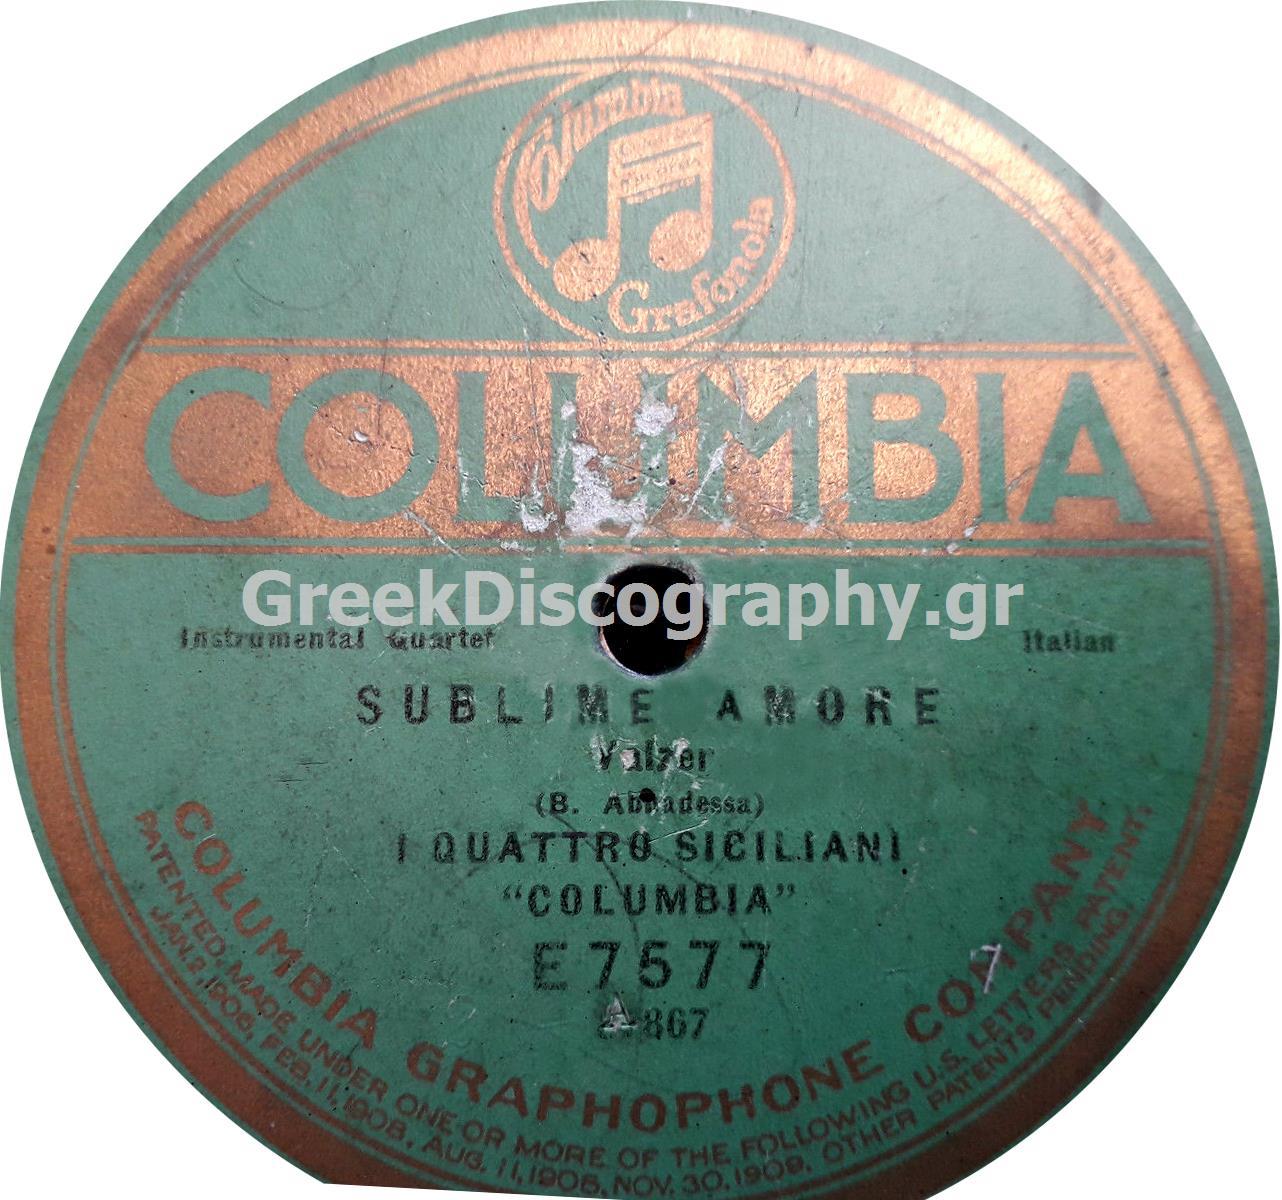 Columbia
Grafonola
COLUMBIA
GreekDiscography.gr
Instrumental Quartet Italian
SUBLIME AMORE
Valzer
(B. Abbadessa)
I QUATTRO SICILIANI
"COLUMBIA"
E7577
COLUMBIA GRAPHOPHONE COMPANY
PATENTED, MADE UNDER ONE OR MORE OF THE FOLLOWING U.S. LETTERS PATENT.
JAN. 2, 1906, FEB. 11, 1908, AUG. 11, 1908, NOV. 30, 1909, OTHER PATENTS PENDING.
7